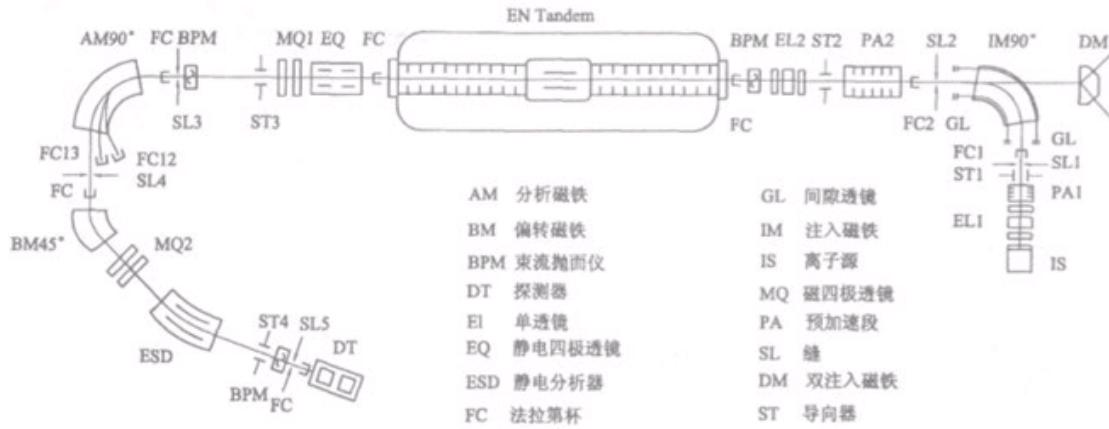 EN Tandem
AM90° FC BPM MQ1 EQ FC BPM EL2 ST2 PA2 SL2 IM90° DM
SL3 ST3 FC FC2 GL GL
FC13 FC12 FC1 SL1
SL4 ST1 PA1
FC EL1
BM45° MQ2 IS
ESD ST4 SL5 DT
BPM FC
AM 分析磁铁
BM 偏转磁铁
BPM 束流抛面仪
DT 探测器
El 单透镜
EQ 静电四极透镜
ESD 静电分析器
FC 法拉第杯
GL 间隙透镜
IM 注入磁铁
IS 离子源
MQ 磁四极透镜
PA 预加速段
SL 缝
DM 双注入磁铁
ST 导向器